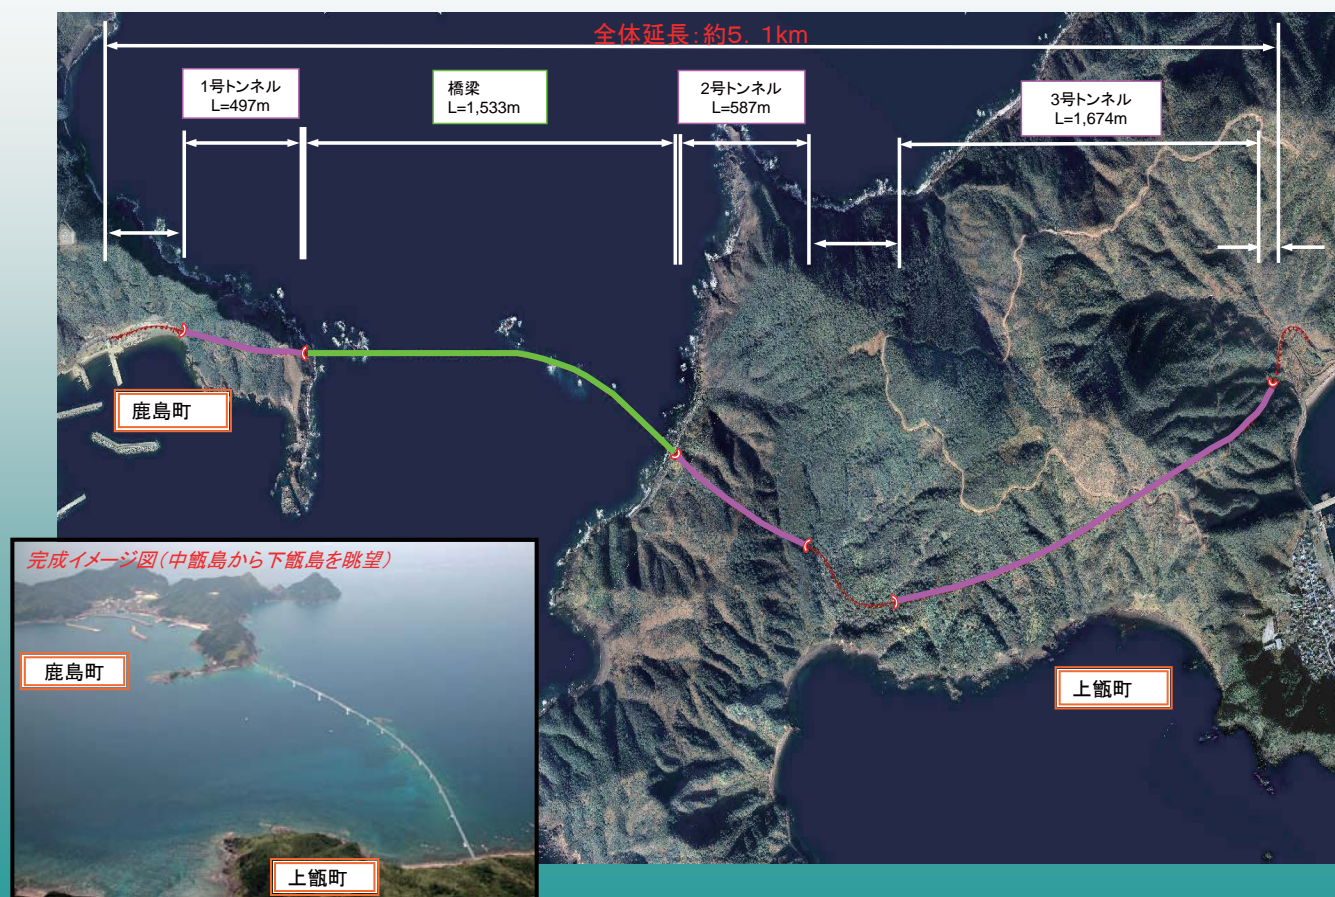 全体延長：約5．1km
1号トンネル
L=497m
橋梁
L=1,533m
2号トンネル
L=587m
3号トンネル
L=1,674m
鹿島町
上甑町
完成イメージ図（中甑島から下甑島を眺望）
鹿島町
上甑町